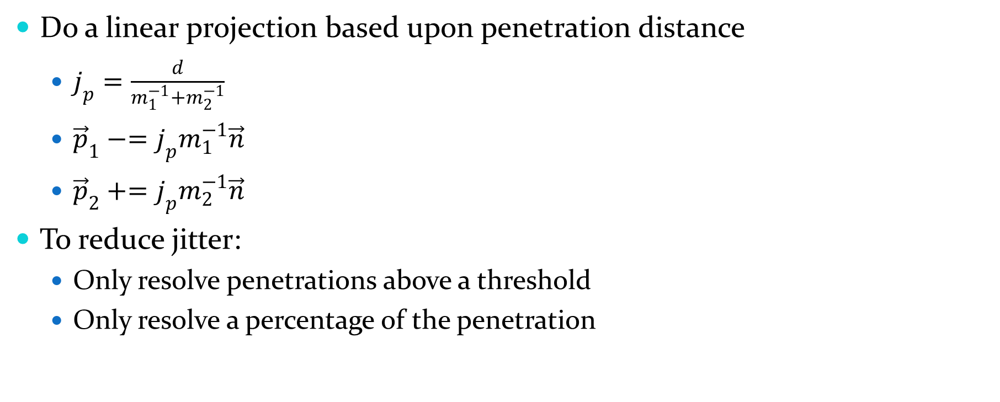 • Do a linear projection based upon penetration distance
• j_p = d / (m_1^{-1} + m_2^{-1})
• \vec{p}_1 −= j_p m_1^{-1} \vec{n}
• \vec{p}_2 += j_p m_2^{-1} \vec{n}
• To reduce jitter:
• Only resolve penetrations above a threshold
• Only resolve a percentage of the penetration